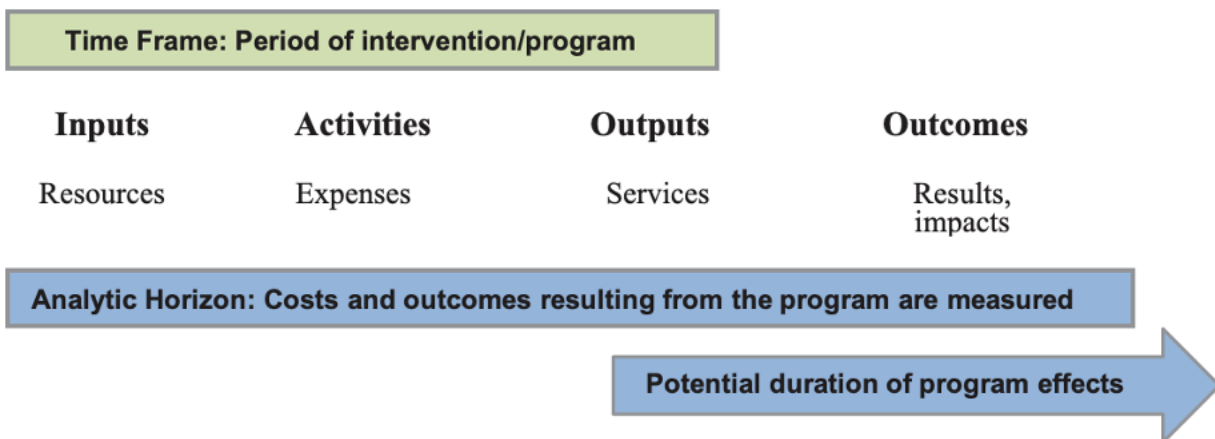 Time Frame: Period of intervention/program
Inputs Activities Outputs Outcomes
Resources Expenses Services Results,
impacts
Analytic Horizon: Costs and outcomes resulting from the program are measured
Potential duration of program effects